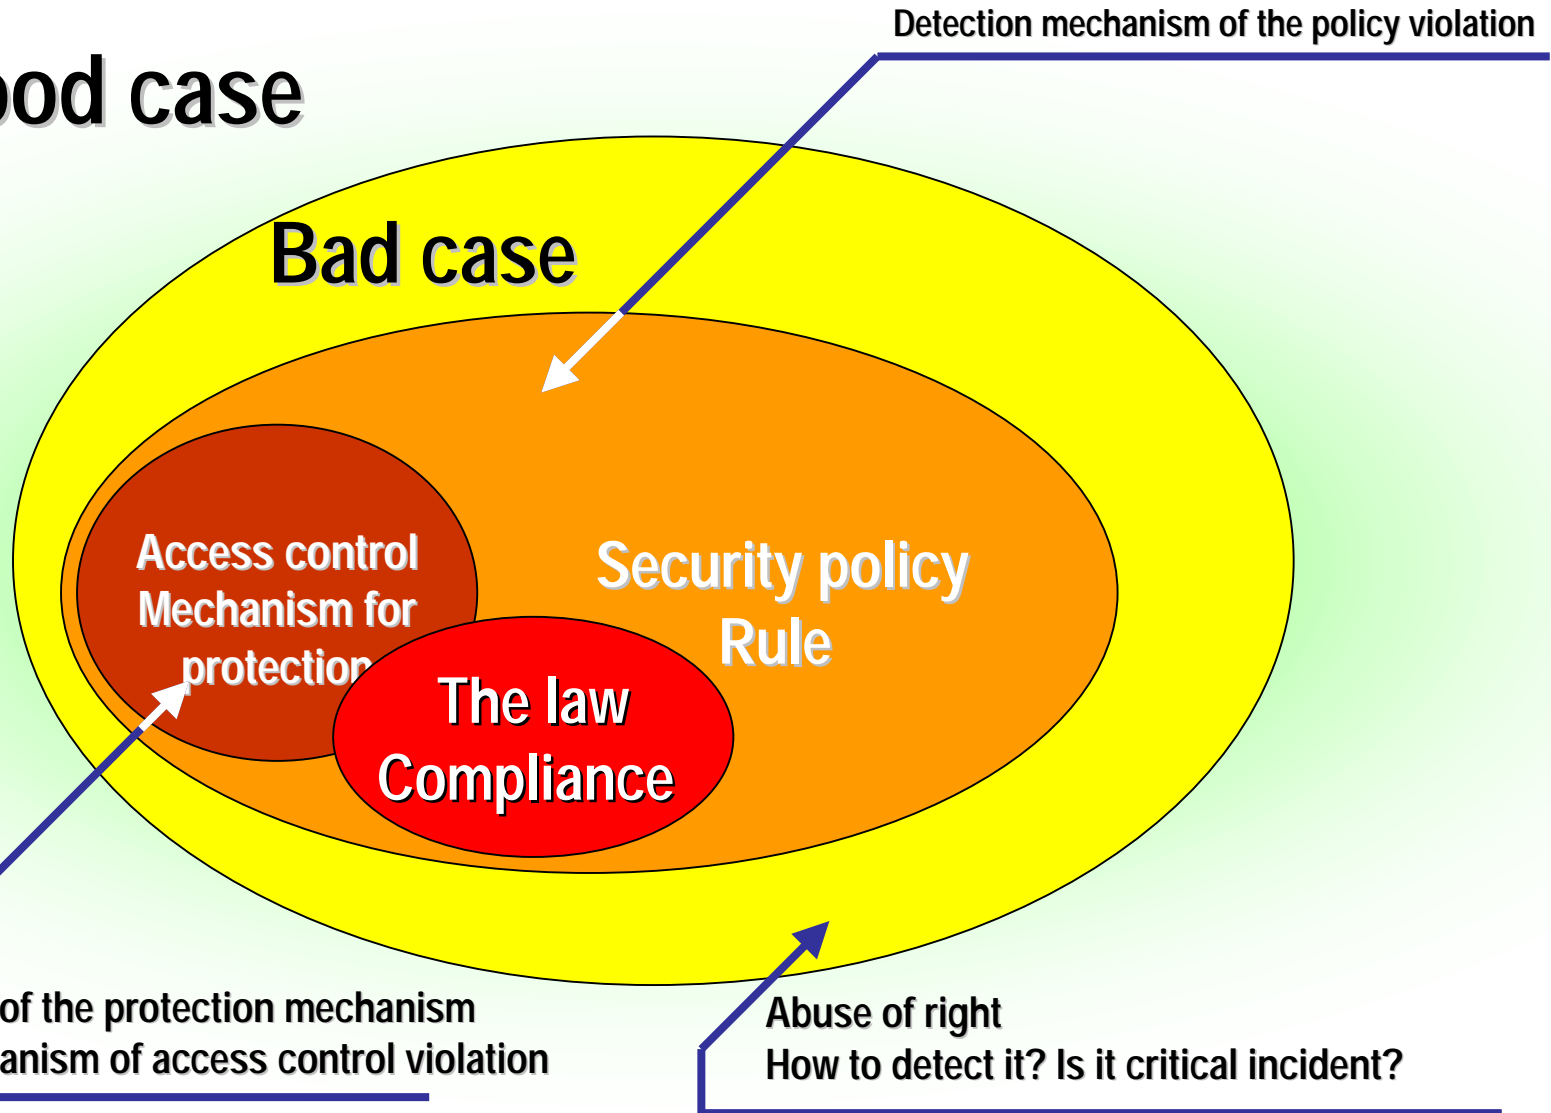 Detection mechanism of the policy violation
ood case
Bad case
Access control
Mechanism for
protection
Security policy
Rule
The law
Compliance
of the protection mechanism
anism of access control violation
Abuse of right
How to detect it? Is it critical incident?